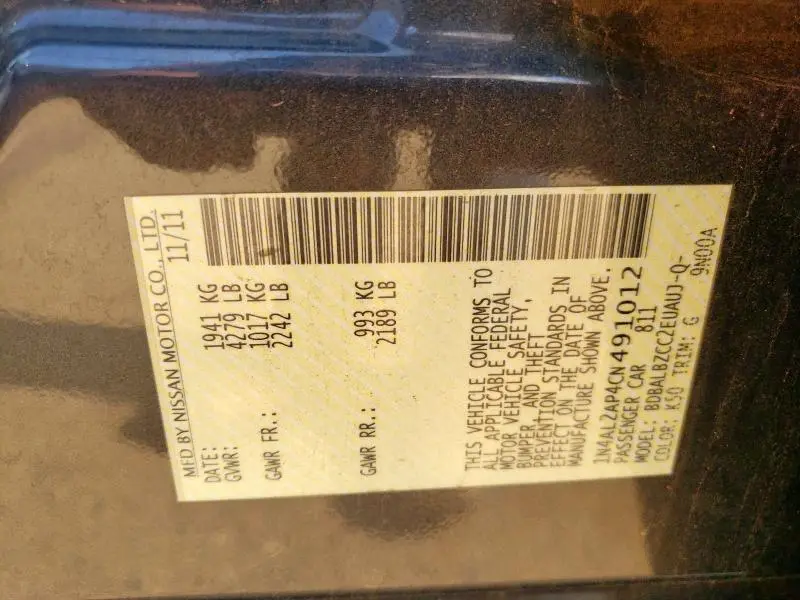 MFD BY NISSAN MOTOR CO., LTD.
DATE: 11/11
GVWR: 1941 KG
4279 LB
GAWR FR.: 1017 KG
2242 LB
GAWR RR.: 993 KG
2189 LB
THIS VEHICLE CONFORMS TO
ALL APPLICABLE FEDERAL
MOTOR VEHICLE SAFETY,
BUMPER, AND THEFT
PREVENTION STANDARDS IN
EFFECT ON THE DATE OF
MANUFACTURE SHOWN ABOVE.
1N4AL2AP4CN491012
PASSENGER CAR 811
MODEL: BDBALBZCC2EUAUJ-Q-
COLOR: K50 TRIM: G 9N00A